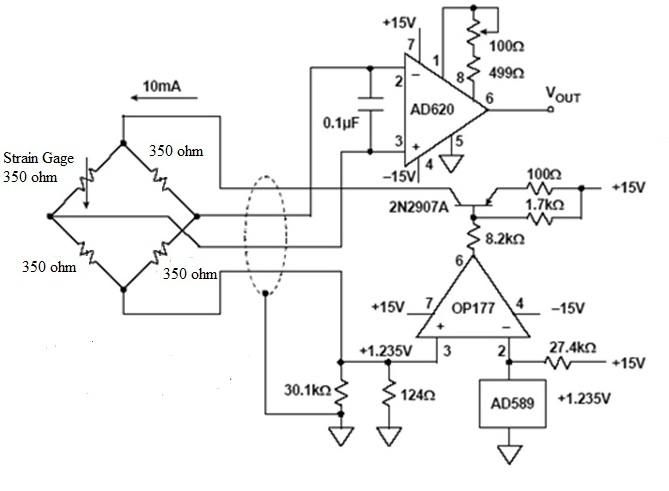 +15V
7
1
100Ω
10mA
2
−
8
499Ω
6
VOUT
0.1µF
AD620
3
+
5
−15V
4
Strain Gage
350 ohm
350 ohm
350 ohm
350 ohm
100Ω
+15V
2N2907A
1.7kΩ
8.2kΩ
6
+15V
7
OP177
4
−15V
+
−
+1.235V
3
2
27.4kΩ
+15V
30.1kΩ
124Ω
AD589
+1.235V